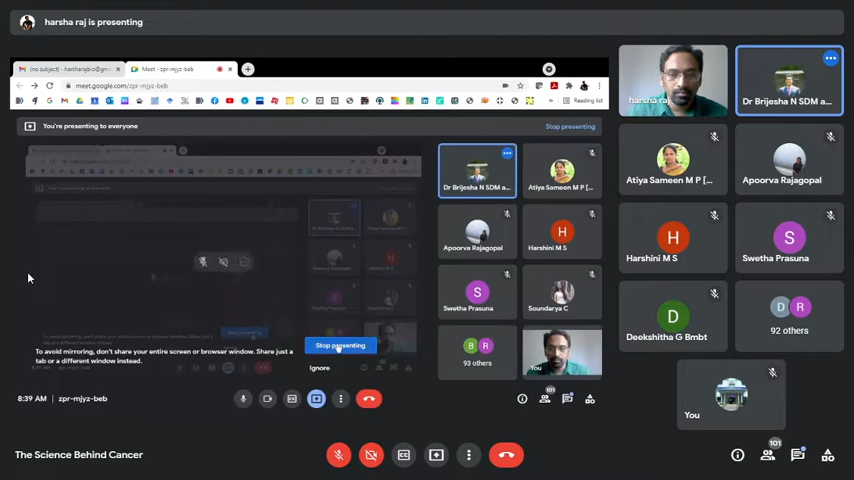 harsha raj is presenting
(no subject) - harsharajbio@gm
Meet - zpr-mjyz-beb
meet.google.com/zpr-mjyz-beb
Reading list
You're presenting to everyone
Stop presenting
Dr Brijesha N SDM a...
Atiya Sameen M P [...
Apoorva Rajagopal
Harshini M S
H
Swetha Prasuna
S
Soundarya C
B R
93 others
You
Stop presenting
To avoid mirroring, don't share your entire screen or browser window. Share just a
tab or a different window instead.
Ignore
8:39 AM
zpr-mjyz-beb
101
harsha raj
Dr Brijesha N SDM a...
Atiya Sameen M P [...
Apoorva Rajagopal
H
Harshini M S
S
Swetha Prasuna
D
Deekshitha G Bmbt
D R
92 others
You
The Science Behind Cancer
101